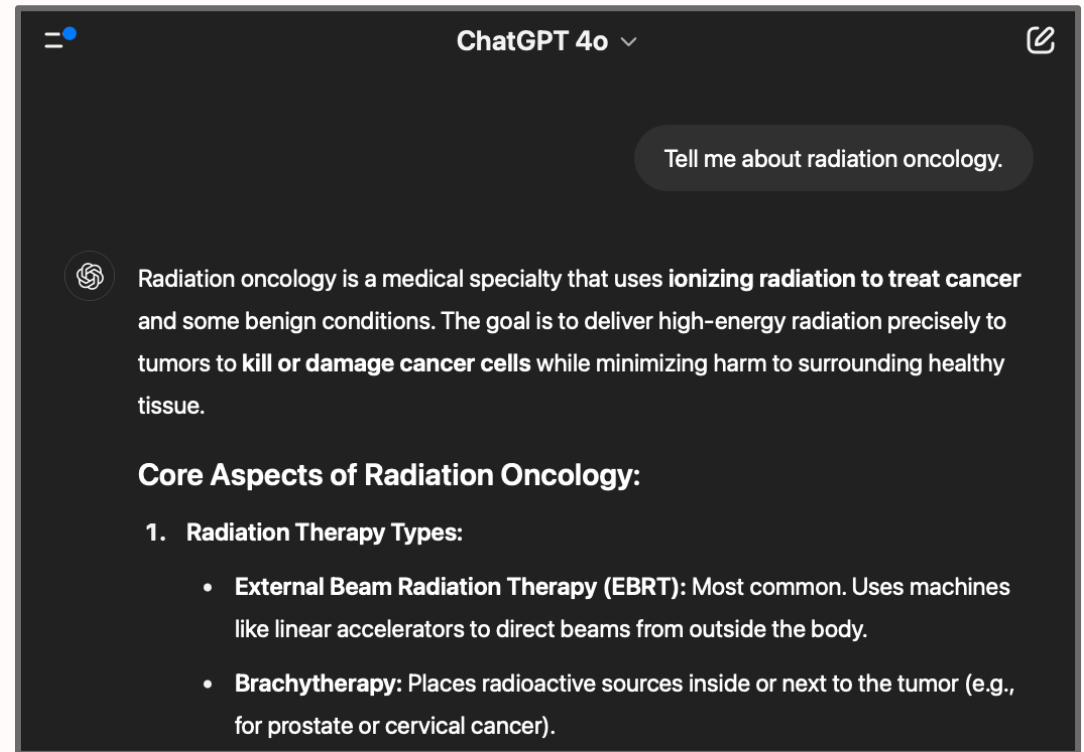 ChatGPT 4o
Tell me about radiation oncology.
Radiation oncology is a medical specialty that uses ionizing radiation to treat cancer
and some benign conditions. The goal is to deliver high-energy radiation precisely to
tumors to kill or damage cancer cells while minimizing harm to surrounding healthy
tissue.
Core Aspects of Radiation Oncology:
1. Radiation Therapy Types:
• External Beam Radiation Therapy (EBRT): Most common. Uses machines
like linear accelerators to direct beams from outside the body.
• Brachytherapy: Places radioactive sources inside or next to the tumor (e.g.,
for prostate or cervical cancer).